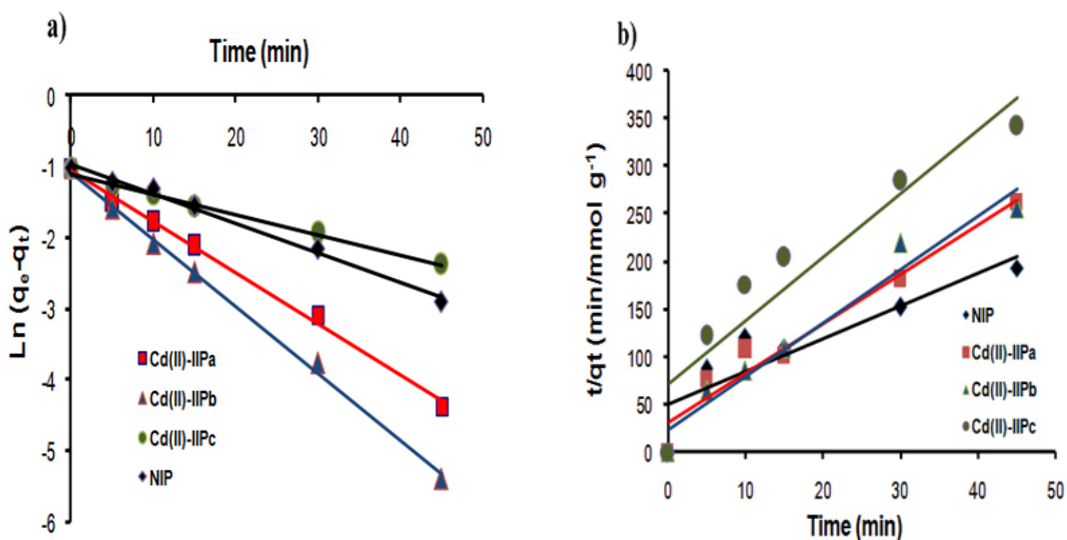 a)
Time (min)
0
0 10 20 30 40 50
-1
-2
-3
-4
-5
-6
Ln (qe-qt)
Cd(II)-IIPa
Cd(II)-IIPb
Cd(II)-IIPc
NIP
b)
400
350
300
250
200
150
100
50
0
t/qt (min/mmol g-1)
NIP
Cd(II)-IIPa
Cd(II)-IIPb
Cd(II)-IIPc
0 10 20 30 40 50
Time (min)